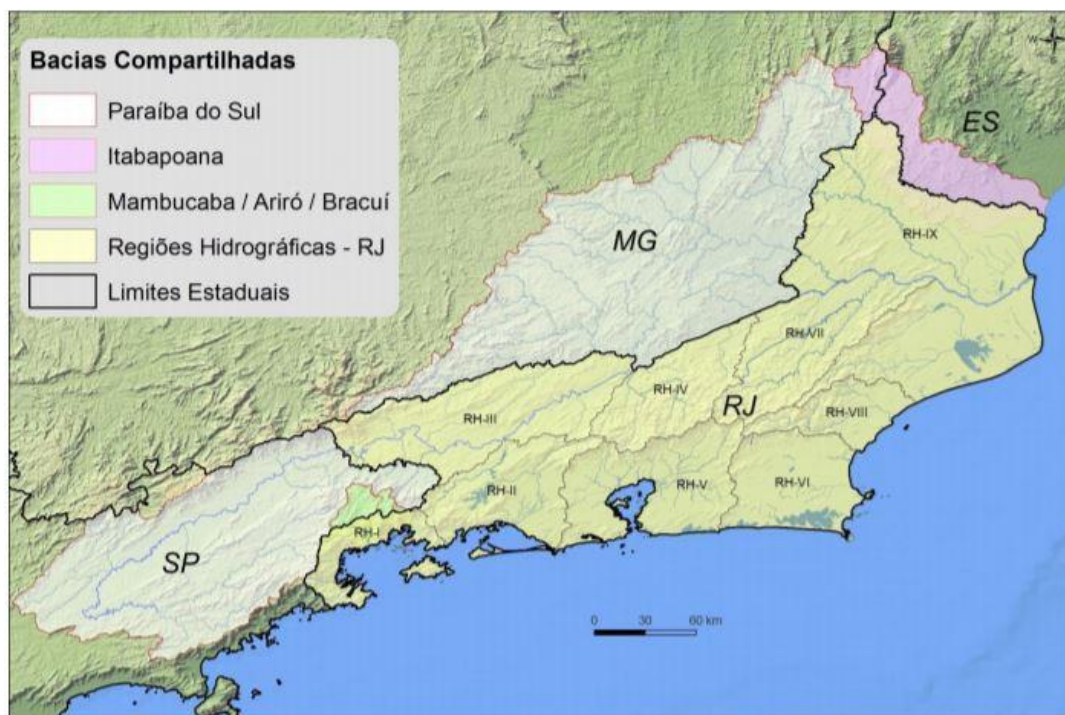 Bacias Compartilhadas
Paraíba do Sul
Itabapoana
Mambucaba / Ariró / Bracuí
Regiões Hidrográficas - RJ
Limites Estaduais
N
W
E
S
ES
MG
RH-IX
RH-VII
RH-IV
RJ
RH-III
RH-VIII
RH-II
RH-V
RH-VI
RH-I
SP
0 30 60 km